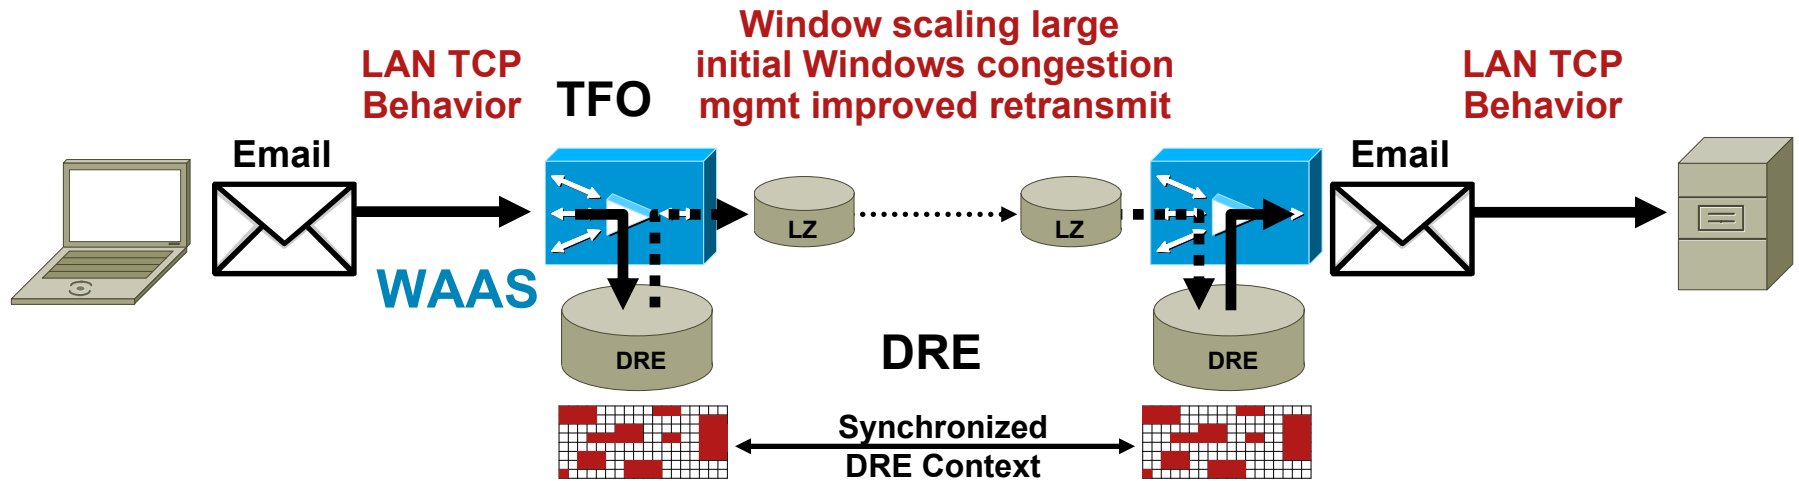 Window scaling large
initial Windows congestion
mgmt improved retransmit
LAN TCP
Behavior
TFO
LAN TCP
Behavior
Email
Email
LZ
LZ
WAAS
DRE
DRE
DRE
Synchronized
DRE Context